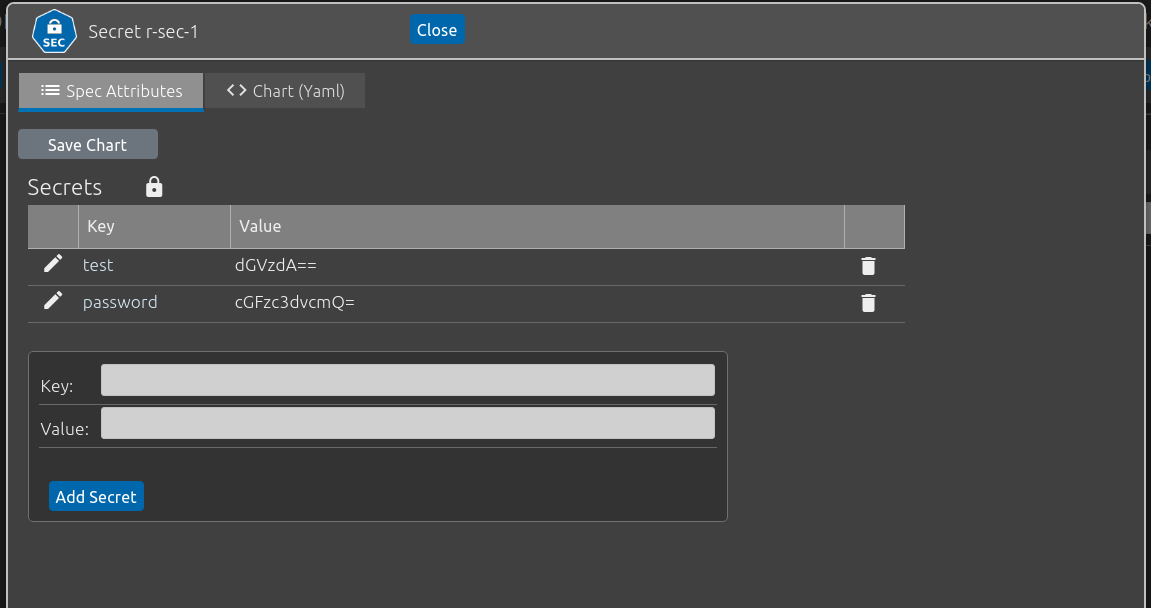 SEC
Secret r-sec-1
Close
Spec Attributes
Chart (Yaml)
Save Chart
Secrets
Key Value
test dGVzdA==
password cGFzc3dvcmQ=
Key:
Value:
Add Secret